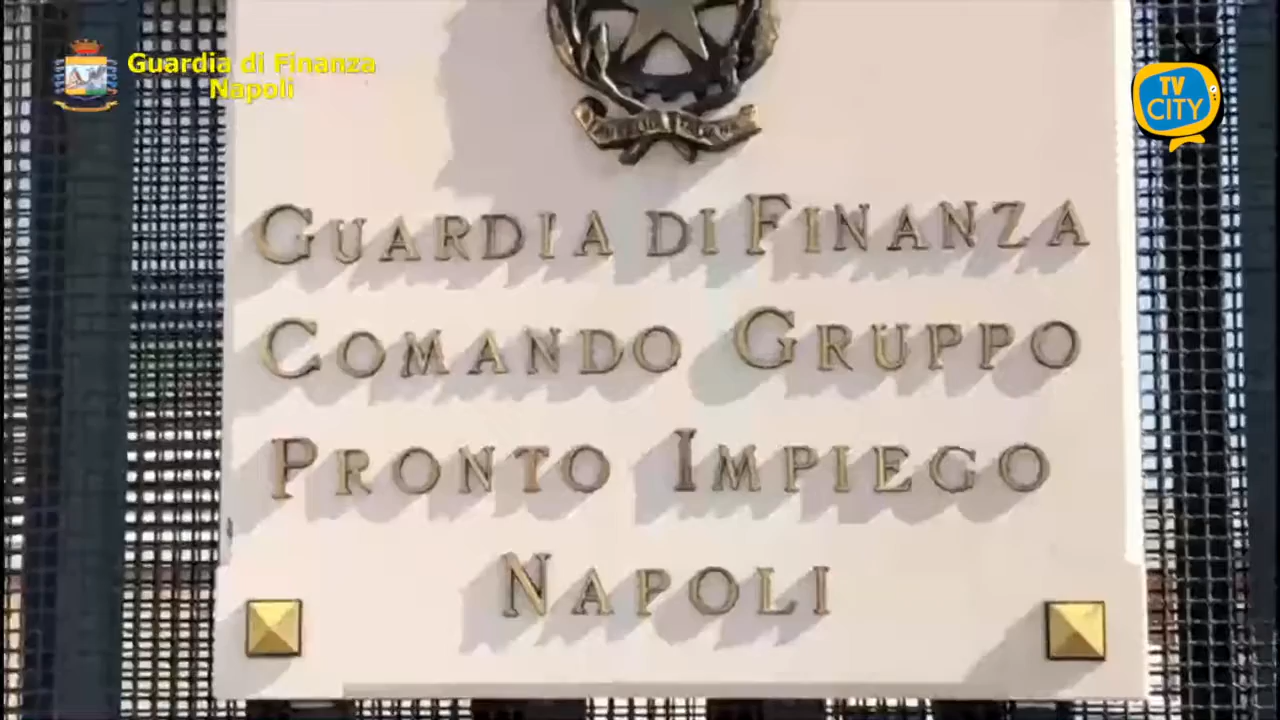 Guardia di Finanza
Napoli
TV
CITY
GUARDIA DI FINANZA
COMANDO GRUPPO
PRONTO IMPIEGO
NAPOLI